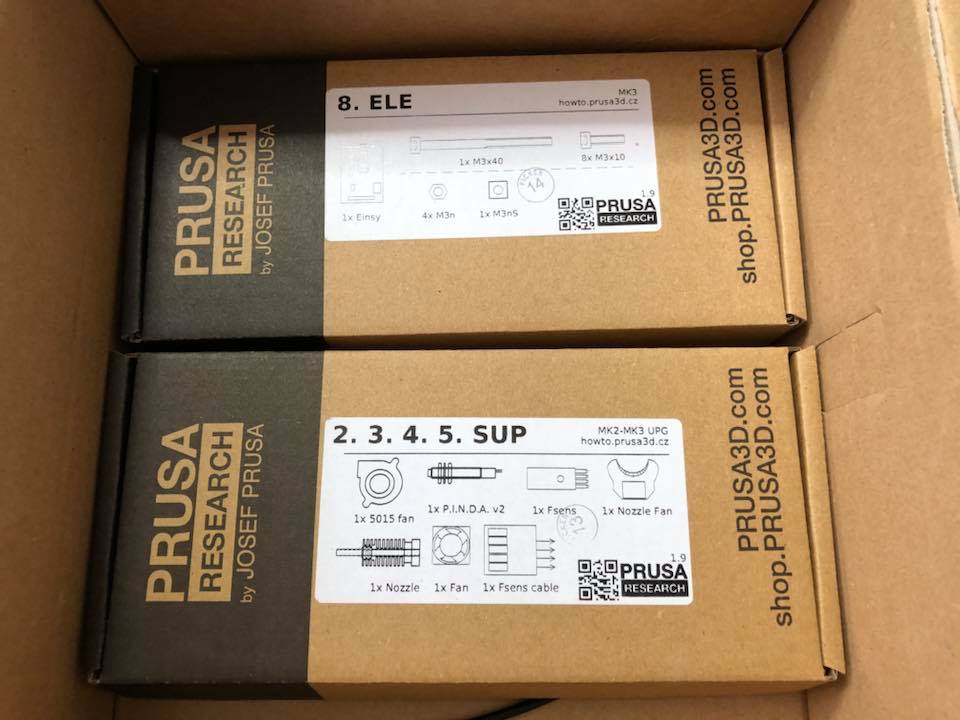 PRUSA
RESEARCH
by JOSEF PRUSA
8. ELE
MK3
howto.prusa3d.cz
1x M3x40
8x M3x10
1x Einsy
4x M3n
1x M3nS
14
1.9
PRUSA
RESEARCH
PRUSA3D.com
shop.PRUSA3D.com
PRUSA
RESEARCH
by JOSEF PRUSA
2. 3. 4. 5. SUP
MK2-MK3 UPG
howto.prusa3d.cz
1x 5015 fan
1x P.I.N.D.A. v2
1x Fsens
1x Nozzle Fan
13
1x Nozzle
1x Fan
1x Fsens cable
1.9
PRUSA
RESEARCH
PRUSA3D.com
shop.PRUSA3D.com